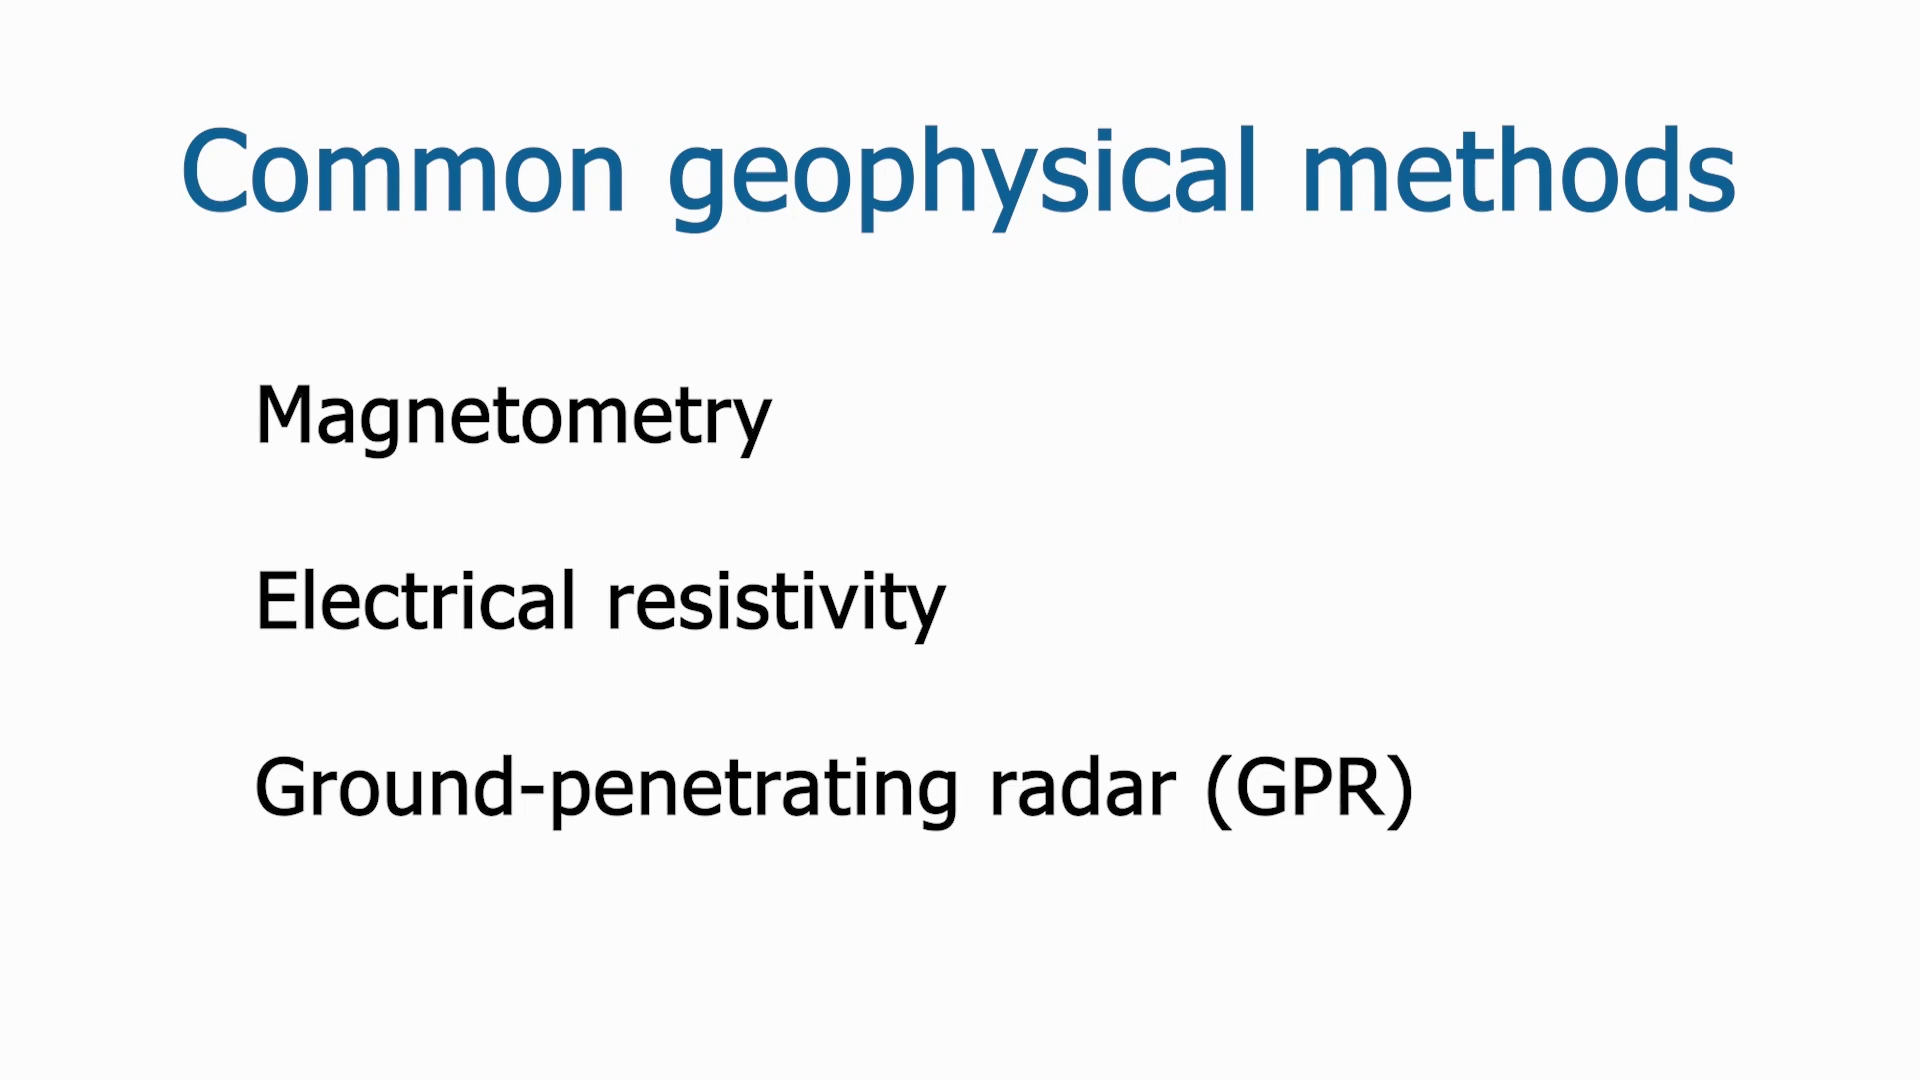 Common geophysical methods
Magnetometry
Electrical resistivity
Ground-penetrating radar (GPR)